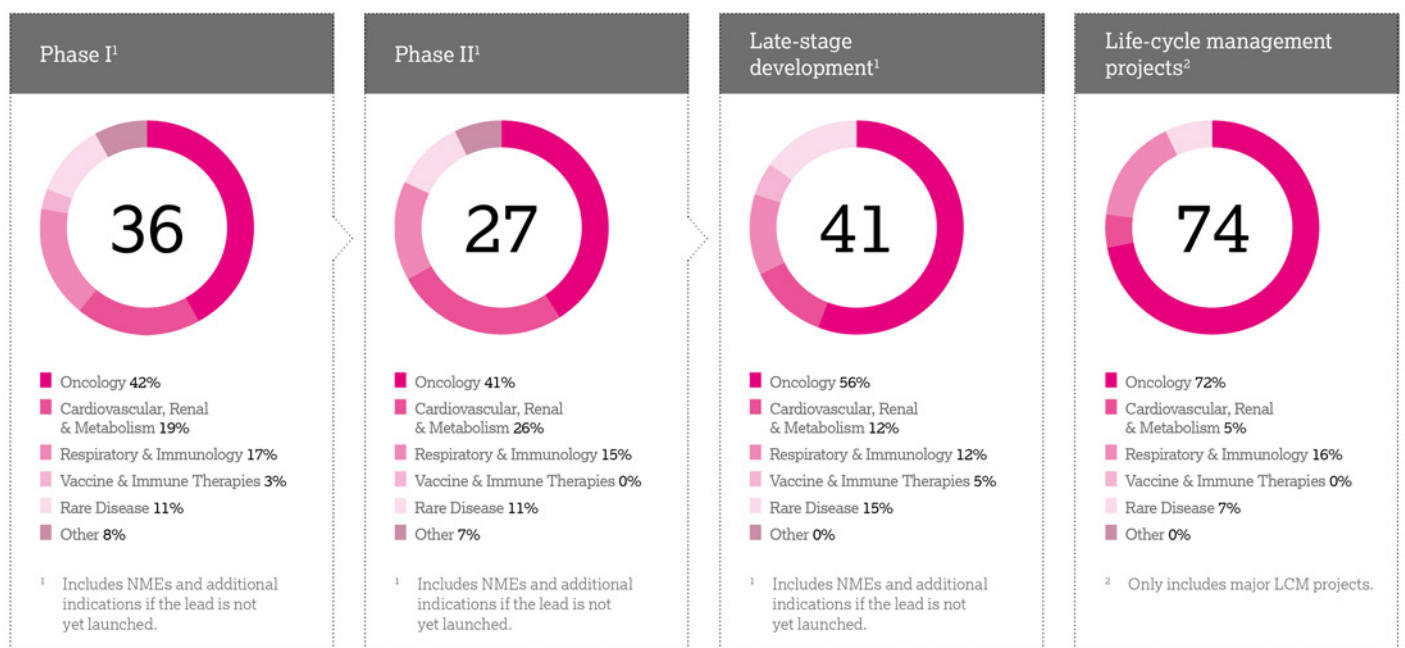 Phase I¹
36
Oncology 42%
Cardiovascular, Renal
& Metabolism 19%
Respiratory & Immunology 17%
Vaccine & Immune Therapies 3%
Rare Disease 11%
Other 8%
¹ Includes NMEs and additional
indications if the lead is not
yet launched.
Phase II¹
27
Oncology 41%
Cardiovascular, Renal
& Metabolism 26%
Respiratory & Immunology 15%
Vaccine & Immune Therapies 0%
Rare Disease 11%
Other 7%
¹ Includes NMEs and additional
indications if the lead is not
yet launched.
Late-stage
development¹
41
Oncology 56%
Cardiovascular, Renal
& Metabolism 12%
Respiratory & Immunology 12%
Vaccine & Immune Therapies 5%
Rare Disease 15%
Other 0%
¹ Includes NMEs and additional
indications if the lead is not
yet launched.
Life-cycle management
projects²
74
Oncology 72%
Cardiovascular, Renal
& Metabolism 5%
Respiratory & Immunology 16%
Vaccine & Immune Therapies 0%
Rare Disease 7%
Other 0%
² Only includes major LCM projects.